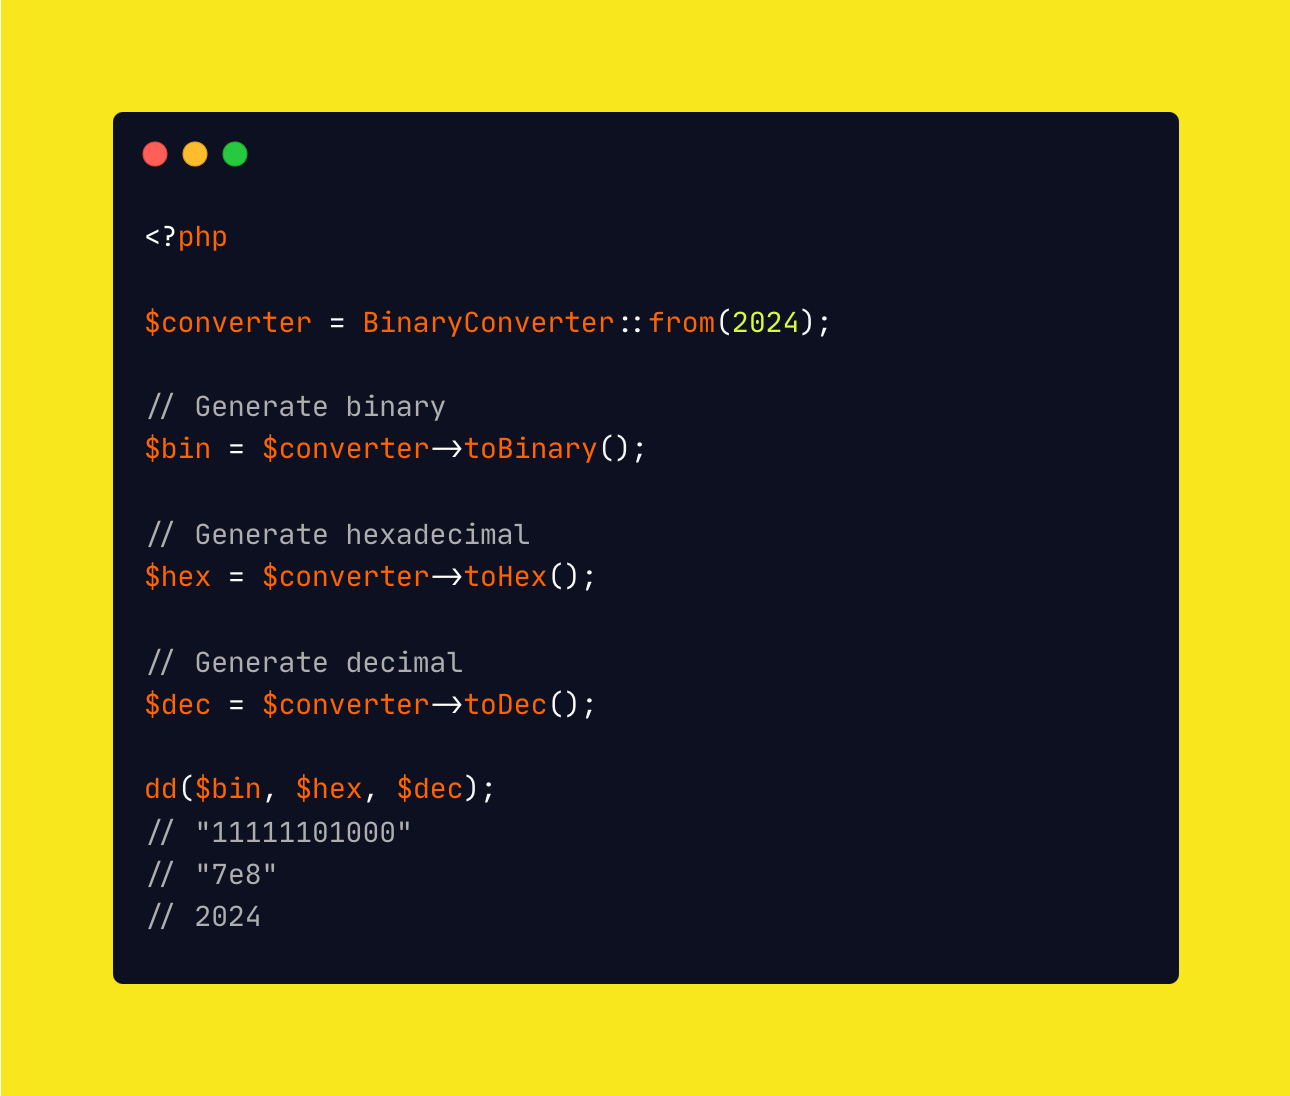 <?php
$converter = BinaryConverter::from(2024);
// Generate binary
$bin = $converter->toBinary();
// Generate hexadecimal
$hex = $converter->toHex();
// Generate decimal
$dec = $converter->toDec();
dd($bin, $hex, $dec);
// "11111101000"
// "7e8"
// 2024